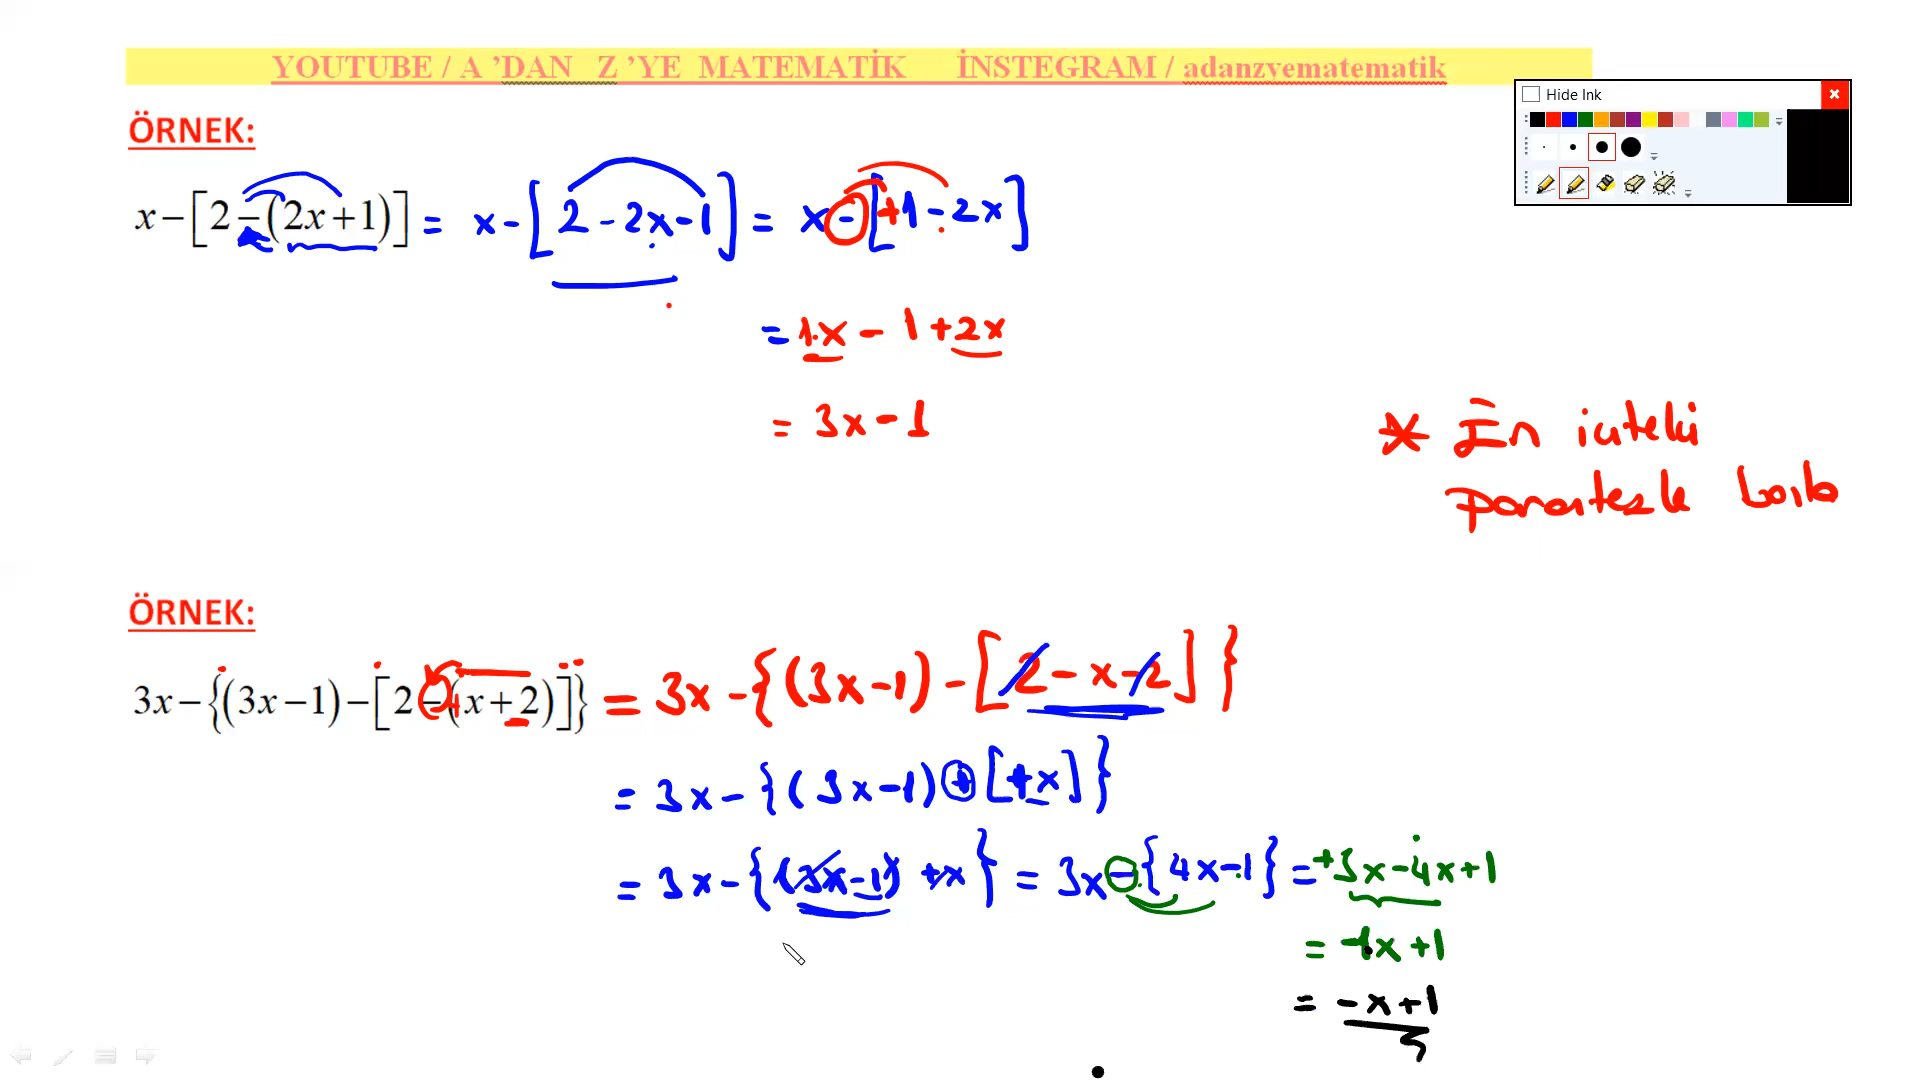 YOUTUBE / A ’DAN Z ’YE MATEMATİK İNSTEGRAM / adanzyematematik
Hide Ink
ÖRNEK:
x−[2−(2x+1)] = x-[2-2x-1] = x-[+1-2x]
= 1.x - 1+2x
= 3x-1
* En içteki
parantezle başla
ÖRNEK:
3x−{(3x−1)−[2−(x+2)]} = 3x-{(3x-1)-[2-x-2]}
= 3x-{(3x-1)+[+x]}
= 3x-{(3x-1)+x} = 3x-{4x-1} = +3x-4x+1
= -1x+1
= -x+1